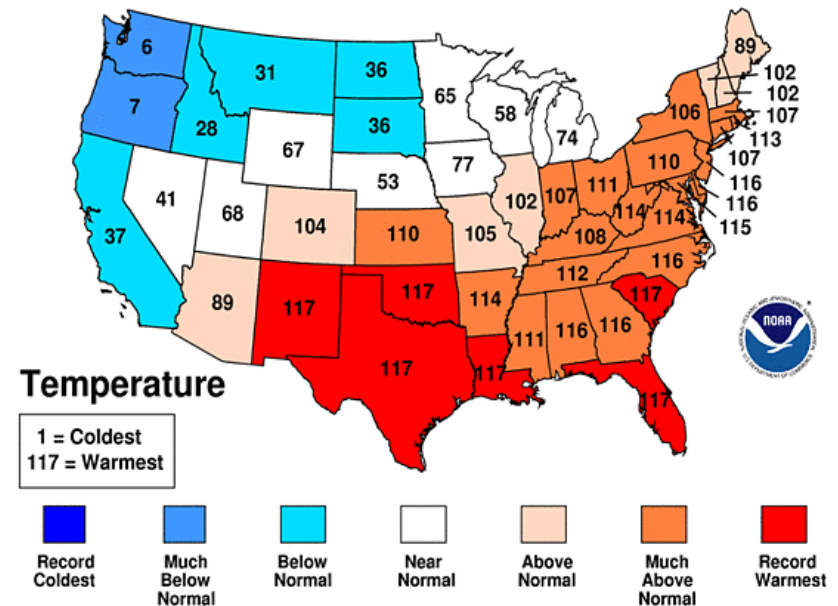 6
7
31
36
28
36
65
58
74
67
77
53
41
68
37
89
104
110
105
102
107
111
108
112
114
114
114
106
110
116
89
102
102
107
113
107
116
116
115
117
117
117
117
117
117
111
116
116
Temperature
1 = Coldest
117 = Warmest
NOAA
Record
Coldest
Much
Below
Normal
Below
Normal
Near
Normal
Above
Normal
Much
Above
Normal
Record
Warmest